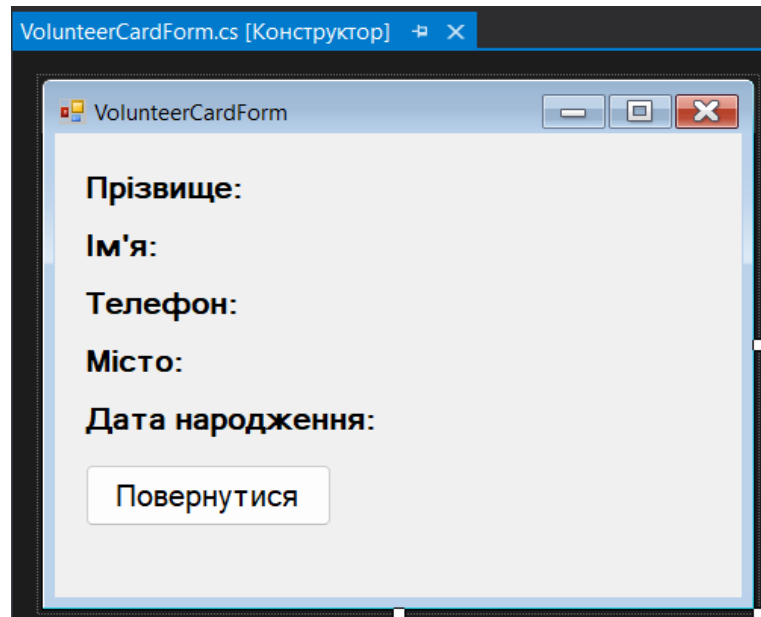 VolunteerCardForm.cs [Конструктор]
VolunteerCardForm
Прізвище:
Ім'я:
Телефон:
Місто:
Дата народження:
Повернутися